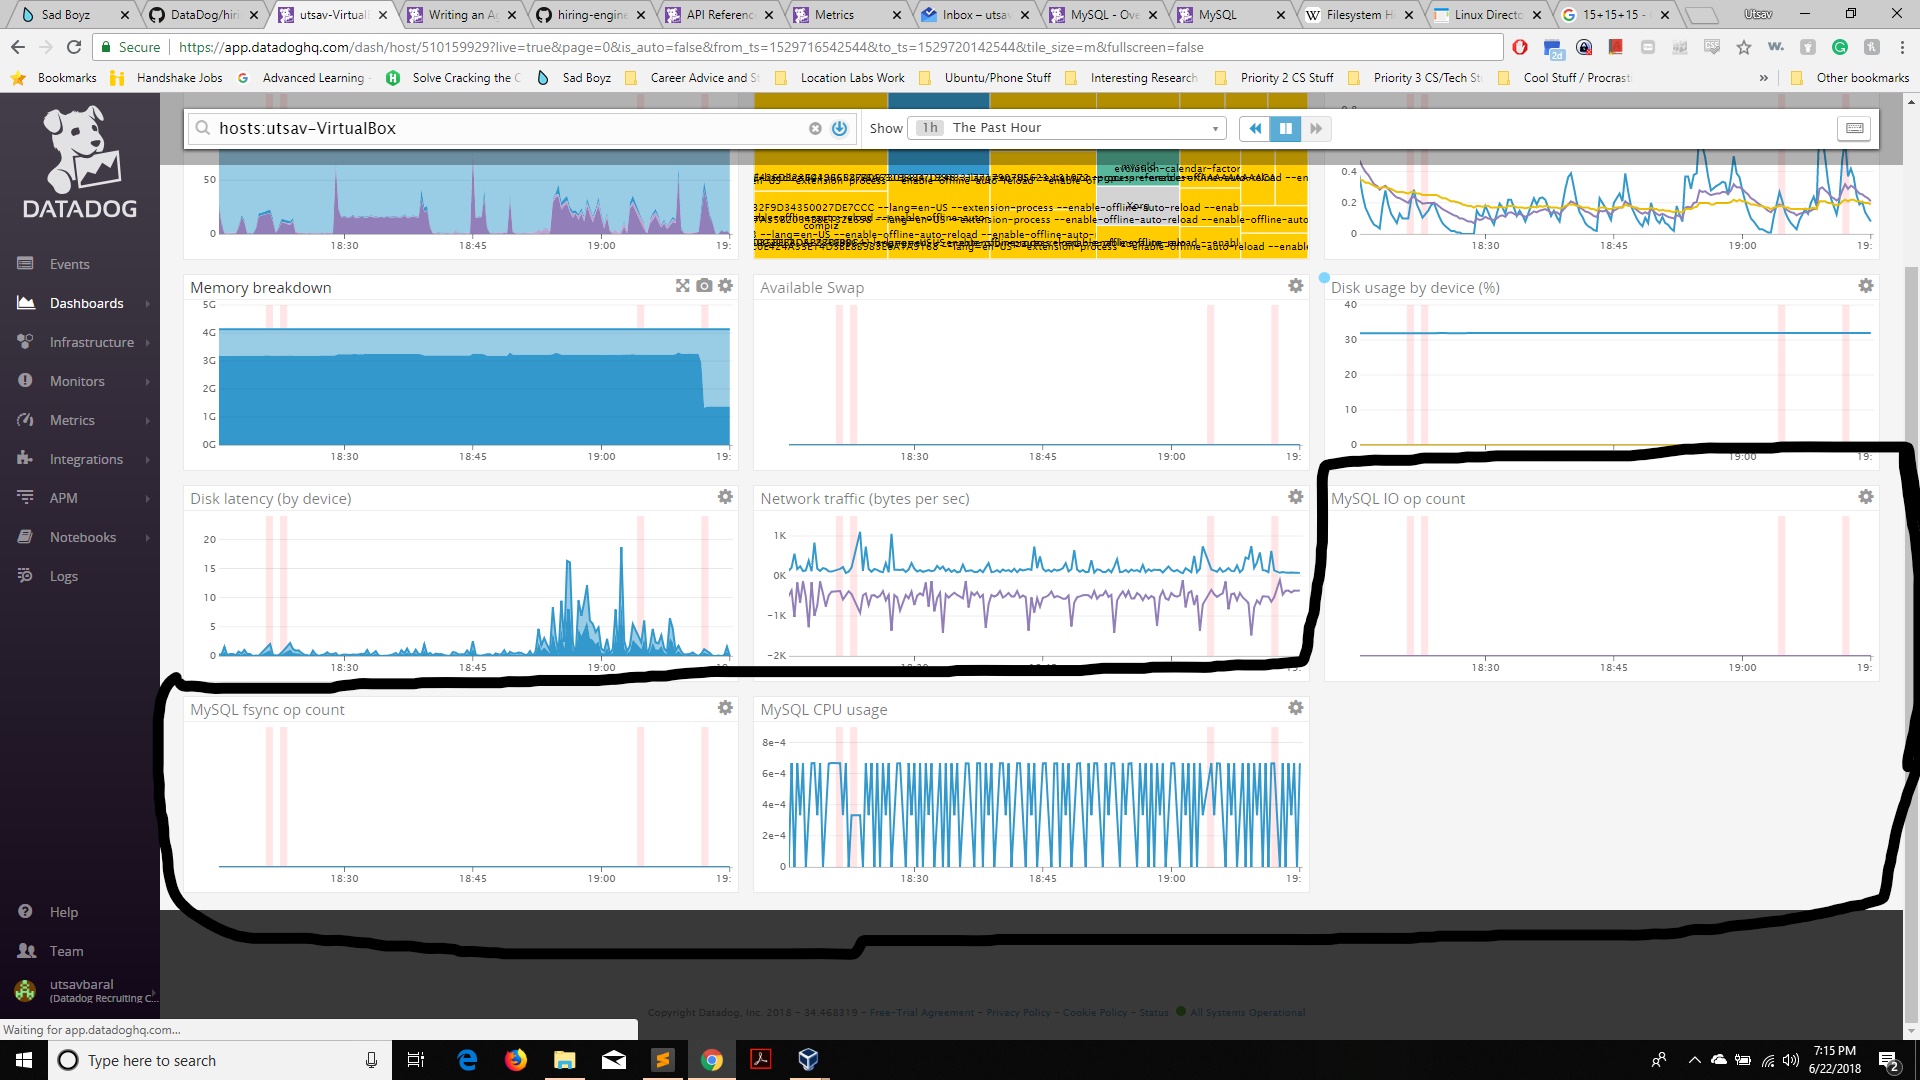 Sad Boyz
DataDog/hiri
utsav-Virtual
Writing an Ag
hiring-engine
API Referenc
Metrics
Inbox – utsav
MySQL - Ove
MySQL
Filesystem H
Linux Directo
15+15+15 -
Utsav
Secure
https://app.datadoghq.com/dash/host/510159929?live=true&page=0&is_auto=false&from_ts=1529716542544&to_ts=1529720142544&tile_size=m&fullscreen=false
2d
Bookmarks
Handshake Jobs
Advanced Learning
Solve Cracking the C
Sad Boyz
Career Advice and St
Location Labs Work
Ubuntu/Phone Stuff
Interesting Research
Priority 2 CS Stuff
Priority 3 CS/Tech St
Cool Stuff / Procrast
»
Other bookmarks
DATADOG
Events
Dashboards
Infrastructure
Monitors
Metrics
Integrations
APM
Notebooks
Logs
Help
Team
utsavbaral
(Datadog Recruiting C...
hosts:utsav-VirtualBox
Show
1h
The Past Hour
50
0
18:30
18:45
19:00
19:
evolution-calendar-factor
Xorg
compiz
0.4
0.2
0
18:30
18:45
19:00
19:
Memory breakdown
5G
4G
3G
2G
1G
0G
18:30
18:45
19:00
19:
Available Swap
18:30
18:45
19:00
19:
Disk usage by device (%)
40
30
20
10
0
19:00
19:
Disk latency (by device)
20
15
10
5
0
18:30
18:45
19:00
19:
Network traffic (bytes per sec)
1K
0K
-1K
-2K
MySQL IO op count
18:30
18:45
19:00
19:
MySQL fsync op count
18:30
18:45
19:00
19:
MySQL CPU usage
8e-4
6e-4
4e-4
2e-4
0
18:30
18:45
19:00
19:
Copyright Datadog, Inc. 2018 - 34.468319 - Free-Trial Agreement - Privacy Policy - Cookie Policy - Status All Systems Operational
Waiting for app.datadoghq.com...
Type here to search
7:15 PM
6/22/2018
2